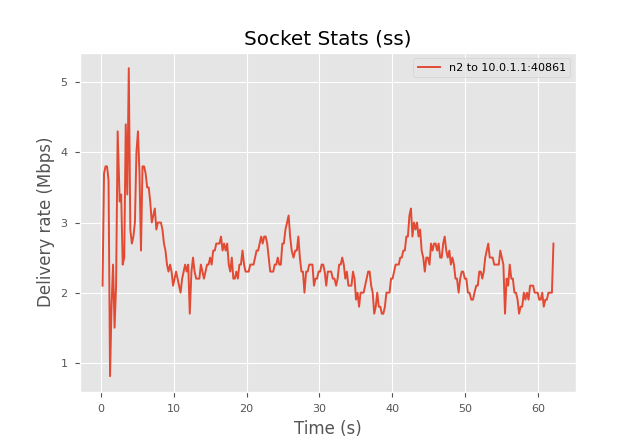 Socket Stats (ss)
n2 to 10.0.1.1:40861
Delivery rate (Mbps)
5
4
3
2
1
0 10 20 30 40 50 60
Time (s)